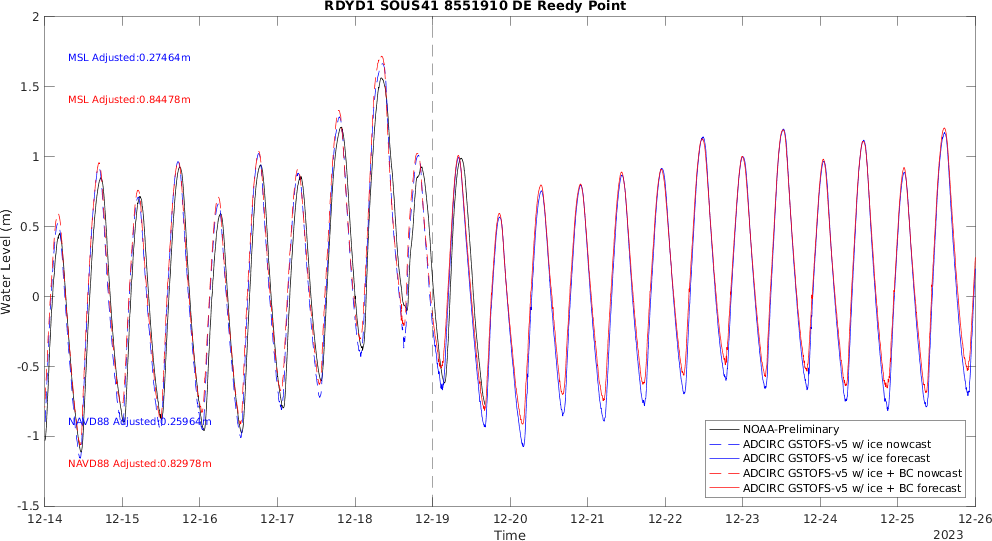 RDYD1 SOUS41 8551910 DE Reedy Point
2
1.5
1
0.5
0
-0.5
-1
-1.5
Water Level (m)
MSL Adjusted:0.27464m
MSL Adjusted:0.84478m
NAVD88 Adjusted:0.25964m
NAVD88 Adjusted:0.82978m
NOAA-Preliminary
ADCIRC GSTOFS-v5 w/ ice nowcast
ADCIRC GSTOFS-v5 w/ ice forecast
ADCIRC GSTOFS-v5 w/ ice + BC nowcast
ADCIRC GSTOFS-v5 w/ ice + BC forecast
12-14 12-15 12-16 12-17 12-18 12-19 12-20 12-21 12-22 12-23 12-24 12-25 12-26
Time
2023